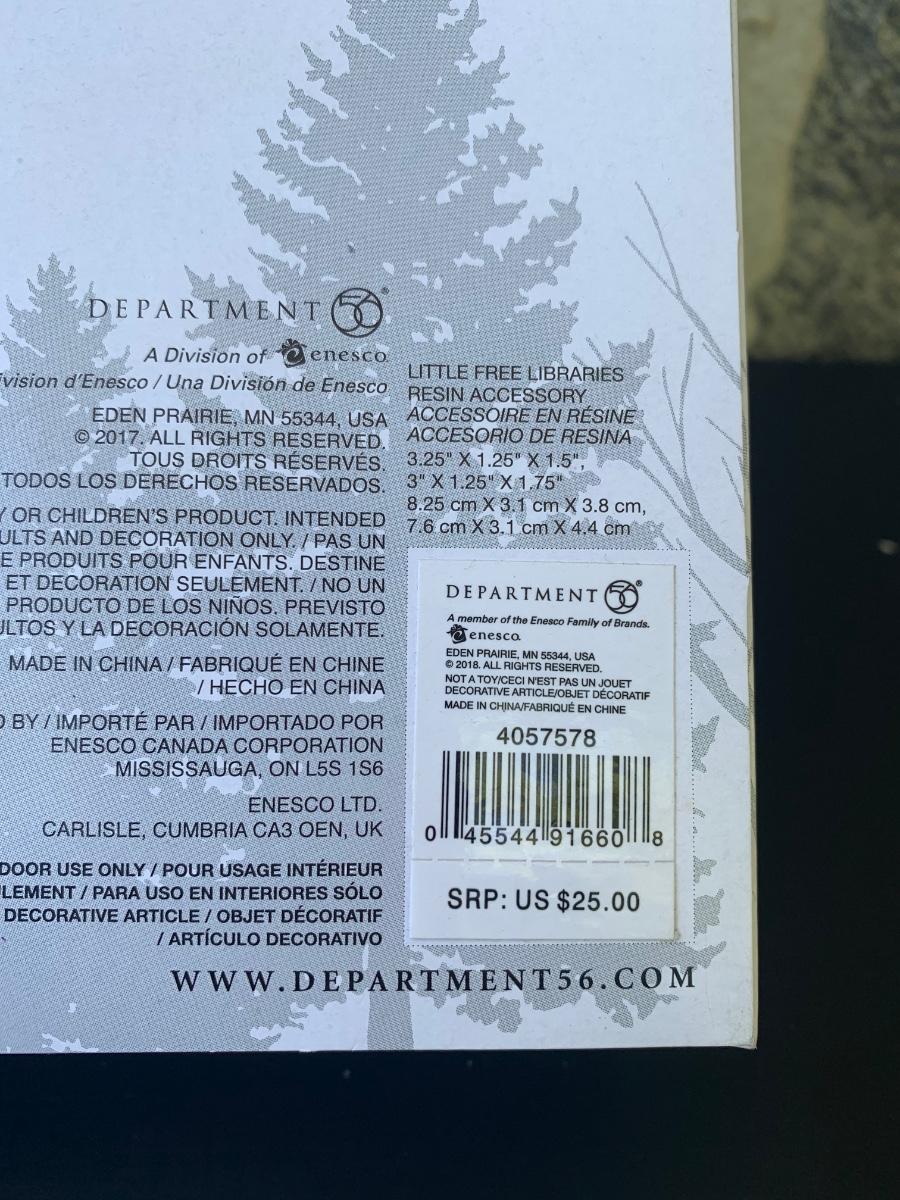 DEPARTMENT 56®
A Division of enesco
ivision d'Enesco / Una División de Enesco
EDEN PRAIRIE, MN 55344, USA
© 2017. ALL RIGHTS RESERVED.
TOUS DROITS RÉSERVÉS.
TODOS LOS DERECHOS RESERVADOS.
Y OR CHILDREN'S PRODUCT. INTENDED
ULTS AND DECORATION ONLY. / PAS UN
E PRODUITS POUR ENFANTS. DESTINE
ET DECORATION SEULEMENT. / NO UN
PRODUCTO DE LOS NIÑOS. PREVISTO
ULTOS Y LA DECORACIÓN SOLAMENTE.
MADE IN CHINA / FABRIQUÉ EN CHINE
/ HECHO EN CHINA
D BY / IMPORTÉ PAR / IMPORTADO POR
ENESCO CANADA CORPORATION
MISSISSAUGA, ON L5S 1S6
ENESCO LTD.
CARLISLE, CUMBRIA CA3 OEN, UK
DOOR USE ONLY / POUR USAGE INTÉRIEUR
LEMENT / PARA USO EN INTERIORES SÓLO
DECORATIVE ARTICLE / OBJET DÉCORATIF
/ ARTÍCULO DECORATIVO
LITTLE FREE LIBRARIES
RESIN ACCESSORY
ACCESSOIRE EN RÉSINE
ACCESORIO DE RESINA
3.25" X 1.25" X 1.5",
3" X 1.25" X 1.75"
8.25 cm X 3.1 cm X 3.8 cm,
7.6 cm X 3.1 cm X 4.4 cm
DEPARTMENT 56®
A member of the Enesco Family of Brands.
enesco.
EDEN PRAIRIE, MN 55344, USA
© 2018. ALL RIGHTS RESERVED.
NOT A TOY/CECI N'EST PAS UN JOUET
DECORATIVE ARTICLE/OBJET DÉCORATIF
MADE IN CHINA/FABRIQUÉ EN CHINE
4057578
0 45544 91660 8
SRP: US $25.00
WWW.DEPARTMENT56.COM